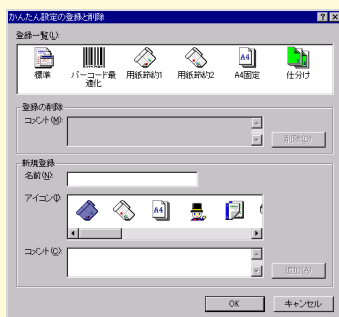 かんたん設定の登録と削除
登録一覧(L):
標準
バーコード最適化
用紙節約1
用紙節約2
A4固定
仕分け
登録の削除
コメント(M):
削除(D)
新規登録
名前(N):
アイコン(I):
A4
コメント(C):
追加(A)
OK
キャンセル